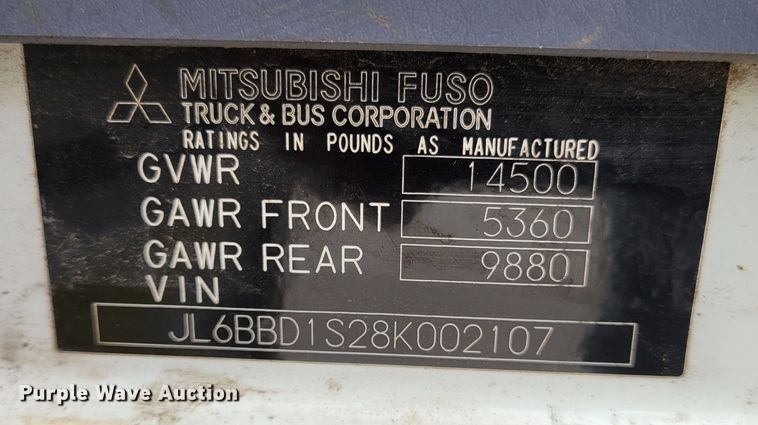 MITSUBISHI FUSO
TRUCK & BUS CORPORATION
RATINGS IN POUNDS AS MANUFACTURED
GVWR 14500
GAWR FRONT 5360
GAWR REAR 9880
VIN
JL6BBD1S28K002107
Purple Wave Auction